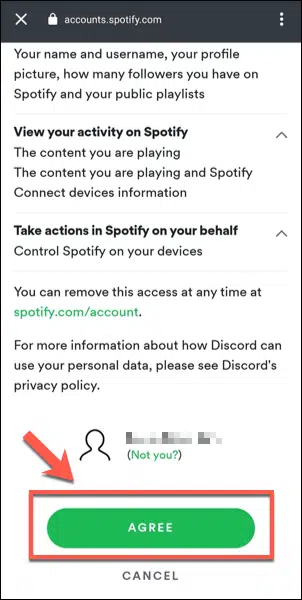 accounts.spotify.com
Your name and username, your profile
picture, how many followers you have on
Spotify and your public playlists
View your activity on Spotify
The content you are playing
The content you are playing and Spotify
Connect devices information
Take actions in Spotify on your behalf
Control Spotify on your devices
You can remove this access at any time at
spotify.com/account.
For more information about how Discord can
use your personal data, please see Discord's
privacy policy.
(Not you?)
AGREE
CANCEL